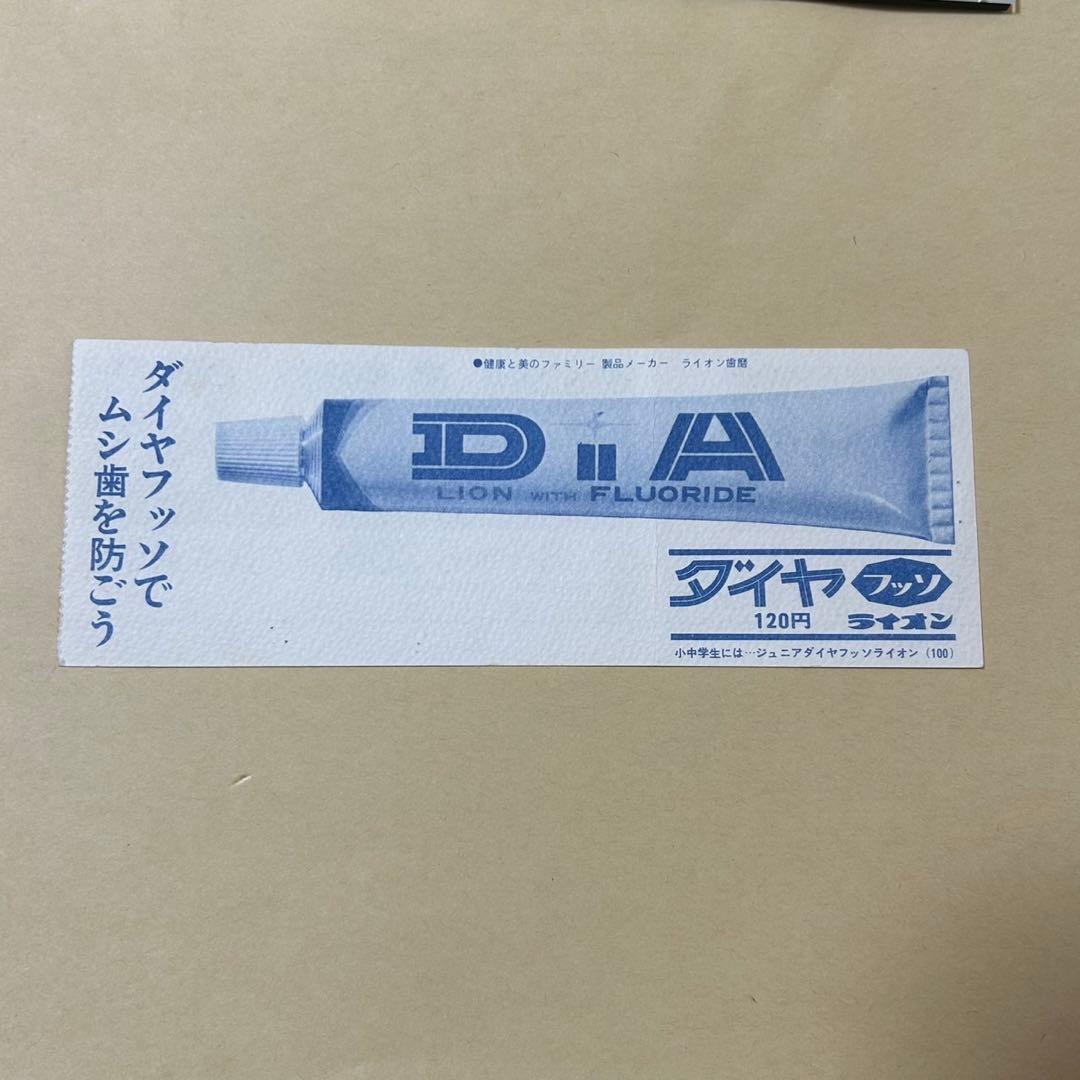 ダイヤフッソで
ムシ歯を防ごう
●健康と美のファミリー 製品メーカー ライオン歯磨
DiA
LION WITH FLUORIDE
ダイヤ フッソ
120円 ライオン
小中学生には…ジュニアダイヤフッソライオン(100)